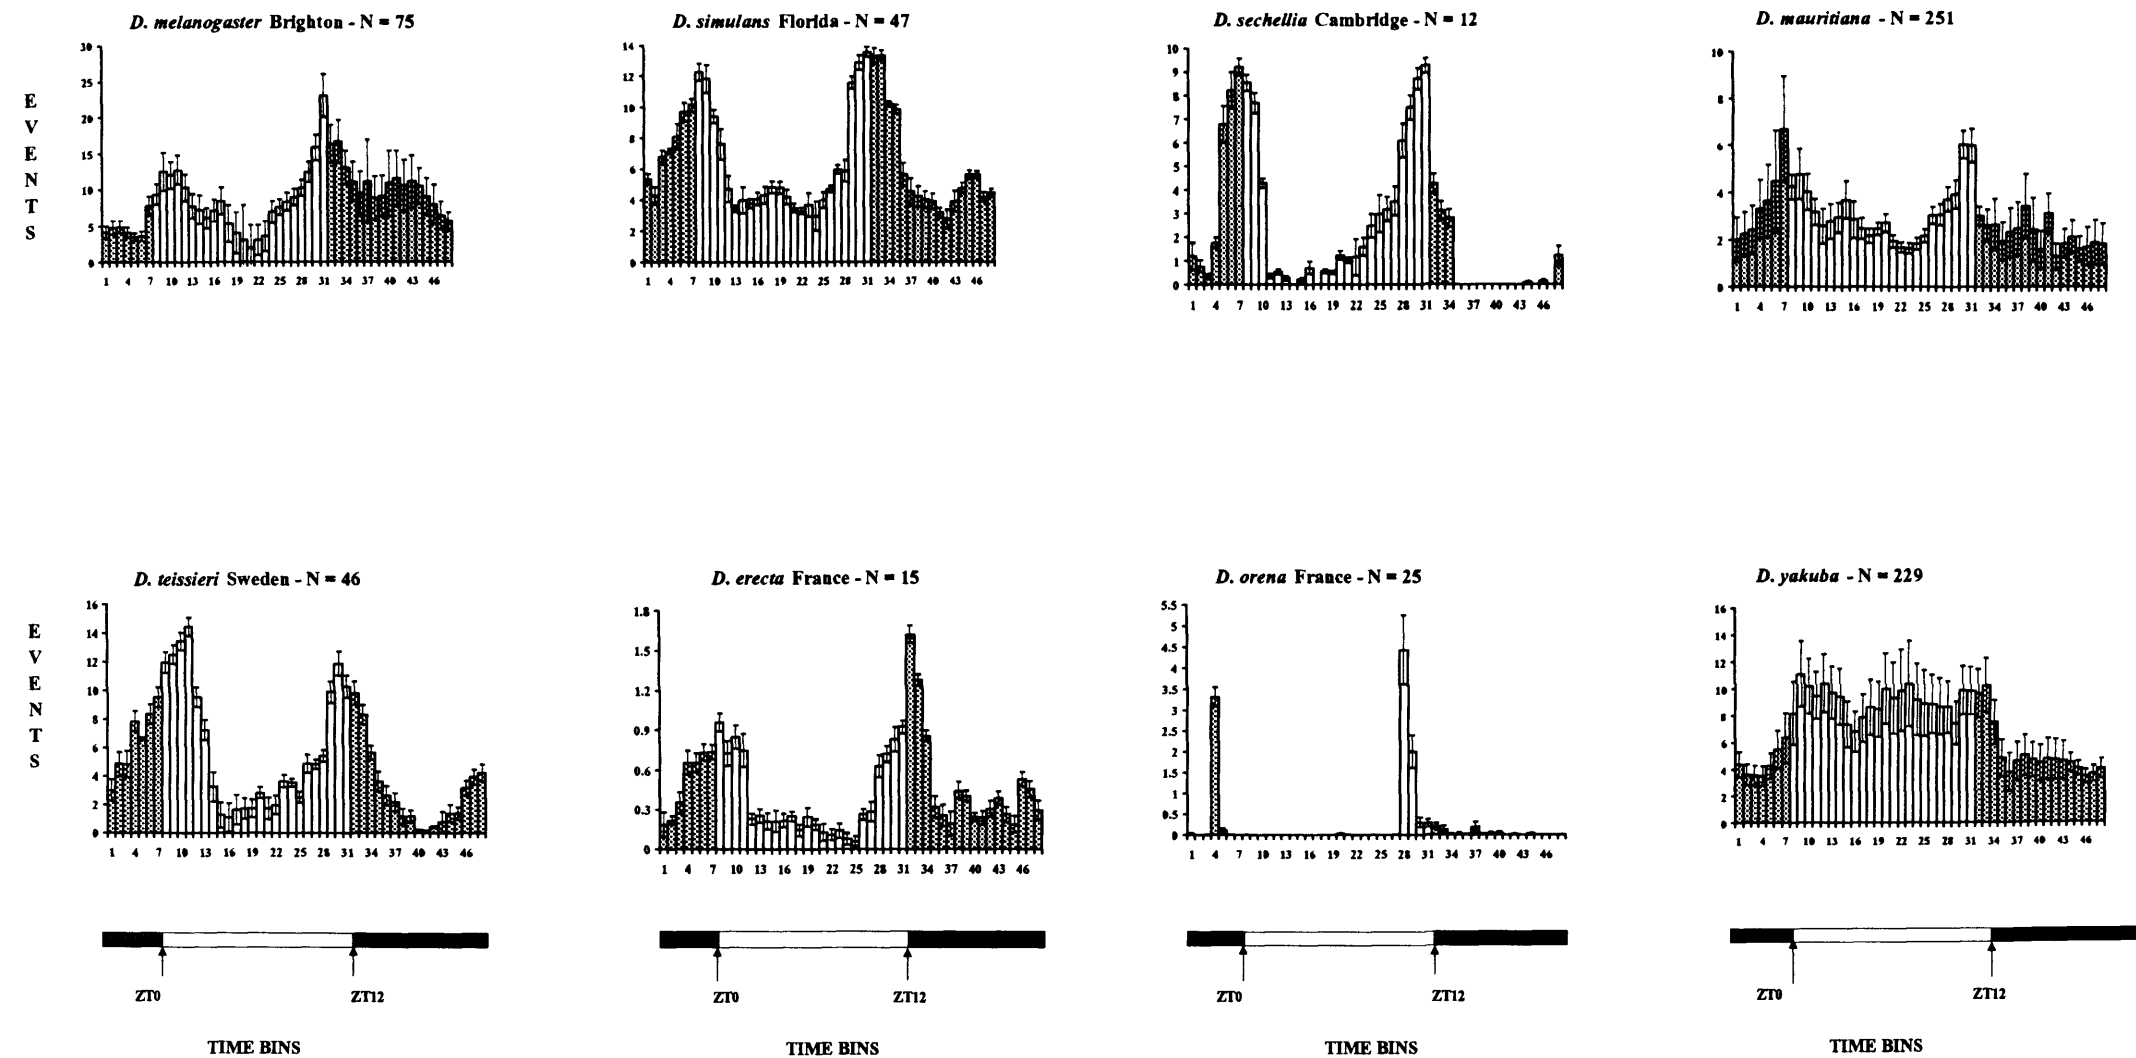 D. melanogaster Brighton - N = 75
D. simulans Florida - N = 47
D. sechellia Cambridge - N = 12
D. mauritiana - N = 251
EVENTS
30
25
20
15
10
5
0
1 4 7 10 13 16 19 22 25 28 31 34 37 40 43 46
14
12
10
8
6
4
2
0
1 4 7 10 13 16 19 22 25 28 31 34 37 40 43 46
10
9
8
7
6
5
4
3
2
1
0
1 4 7 10 13 16 19 22 25 28 31 34 37 40 43 46
10
8
6
4
2
0
1 4 7 10 13 16 19 22 25 28 31 34 37 40 43 46
D. teissieri Sweden - N = 46
D. erecta France - N = 15
D. orena France - N = 25
D. yakuba - N = 229
EVENTS
16
14
12
10
8
6
4
2
0
1 4 7 10 13 16 19 22 25 28 31 34 37 40 43 46
1.8
1.5
1.2
0.9
0.6
0.3
0
1 4 7 10 13 16 19 22 25 28 31 34 37 40 43 46
5.5
5
4.5
4
3.5
3
2.5
2
1.5
1
0.5
0
1 4 7 10 13 16 19 22 25 28 31 34 37 40 43 46
16
14
12
10
8
6
4
2
0
1 4 7 10 13 16 19 22 25 28 31 34 37 40 43 46
ZT0 ZT12
ZT0 ZT12
ZT0 ZT12
ZT0 ZT12
TIME BINS
TIME BINS
TIME BINS
TIME BINS